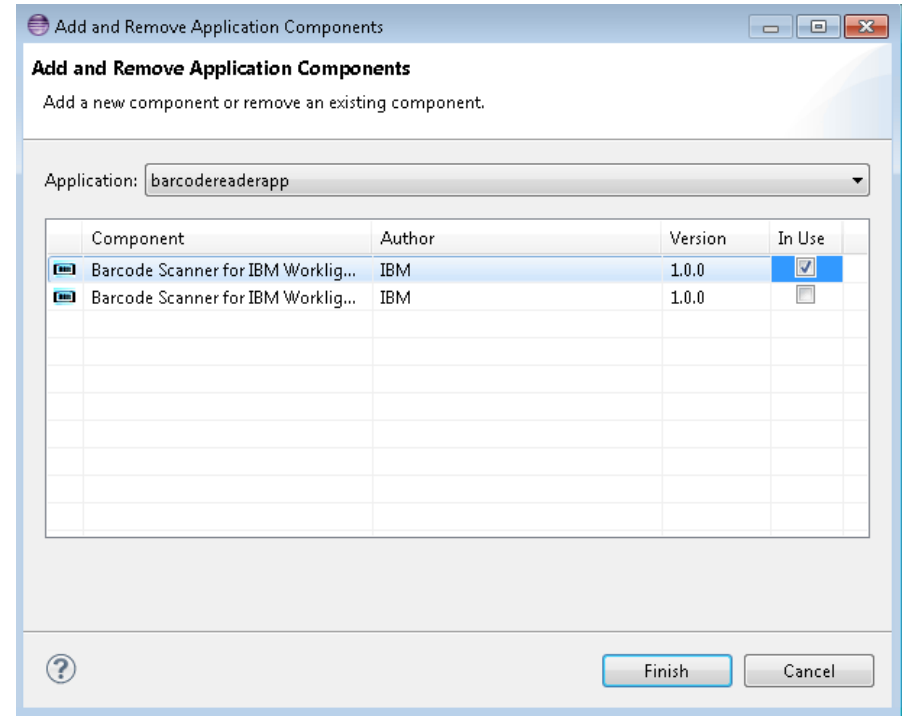 Add and Remove Application Components
Add and Remove Application Components
Add a new component or remove an existing component.
Application: barcodereaderapp
Component Author Version In Use
Barcode Scanner for IBM Worklig... IBM 1.0.0
Barcode Scanner for IBM Worklig... IBM 1.0.0
? Finish Cancel